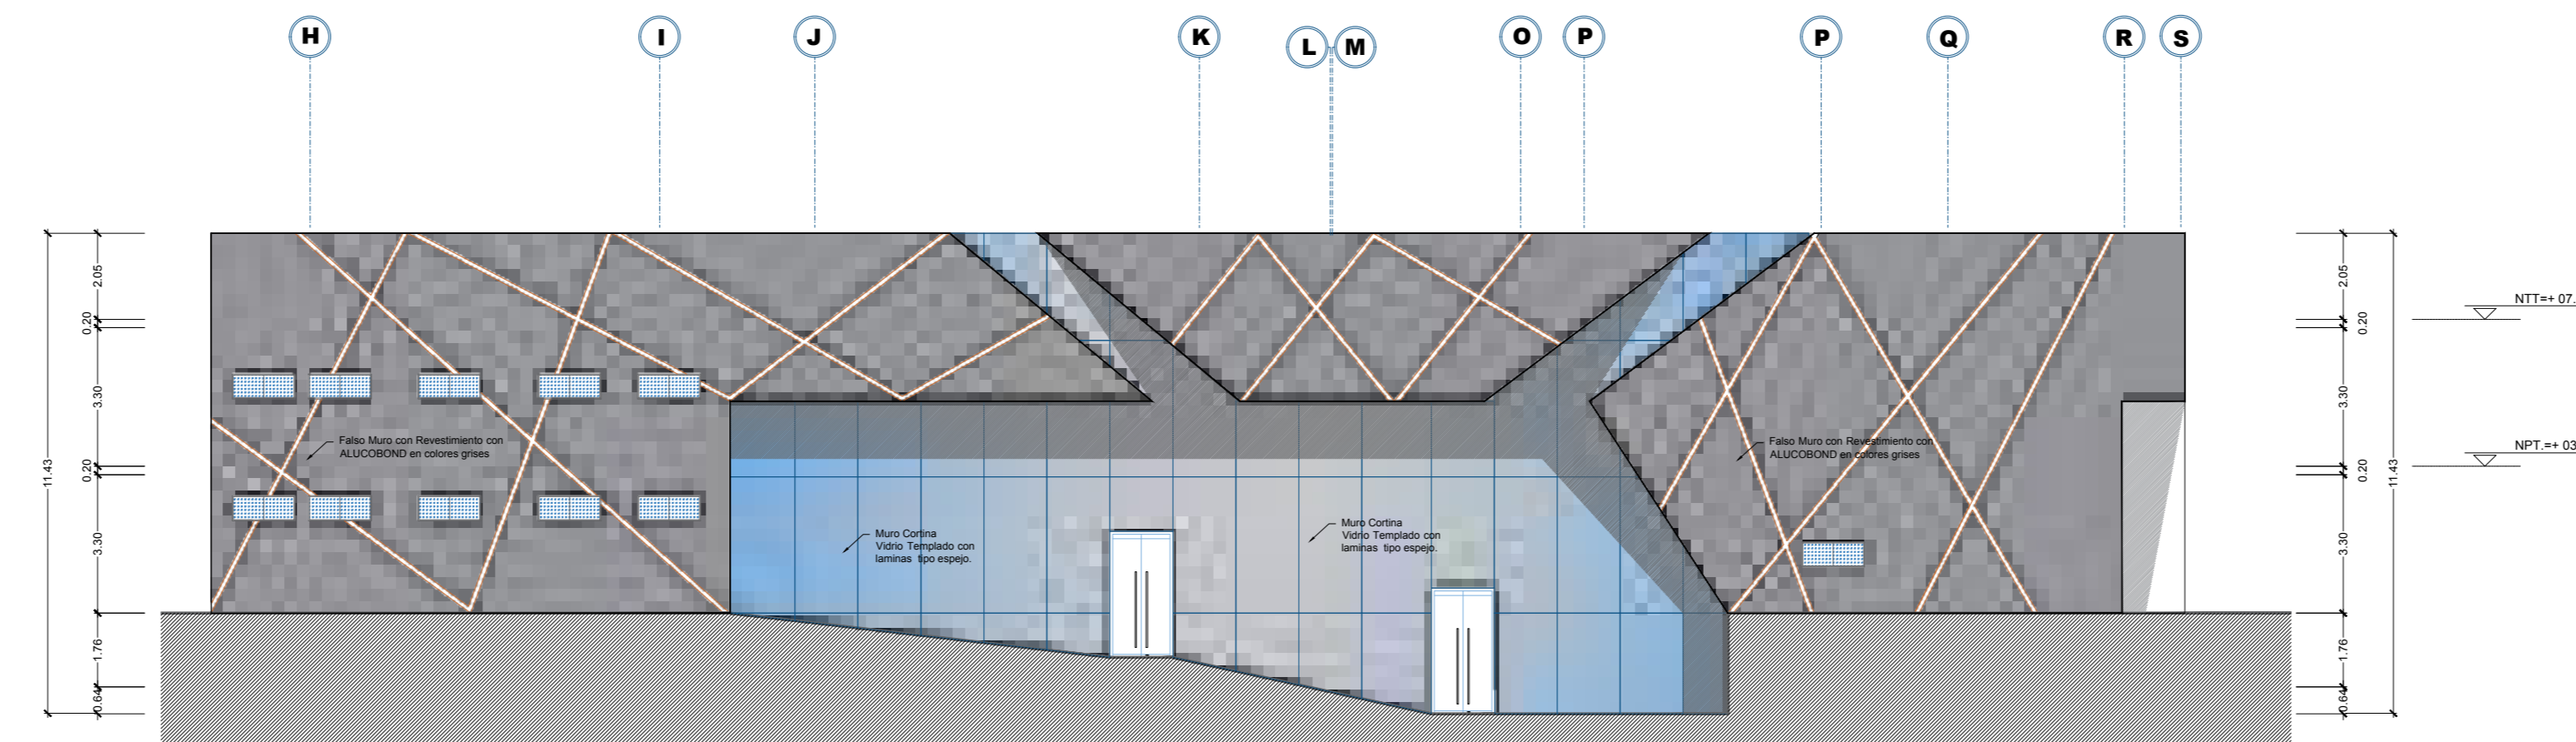 H
I
J
K
L
M
O
P
P
Q
R
S
2.05
0.20
3.30
0.20
3.30
1.76
0.64
11.43
Falso Muro con Revestimiento con
ALUCOBOND en colores grises
Muro Cortina
Vidrio Templado con
laminas tipo espejo.
Muro Cortina
Vidrio Templado con
laminas tipo espejo.
Falso Muro con Revestimiento con
ALUCOBOND en colores grises
2.05
0.20
3.30
0.20
3.30
1.76
0.64
11.43
NTT=+ 07.
NPT.=+ 03